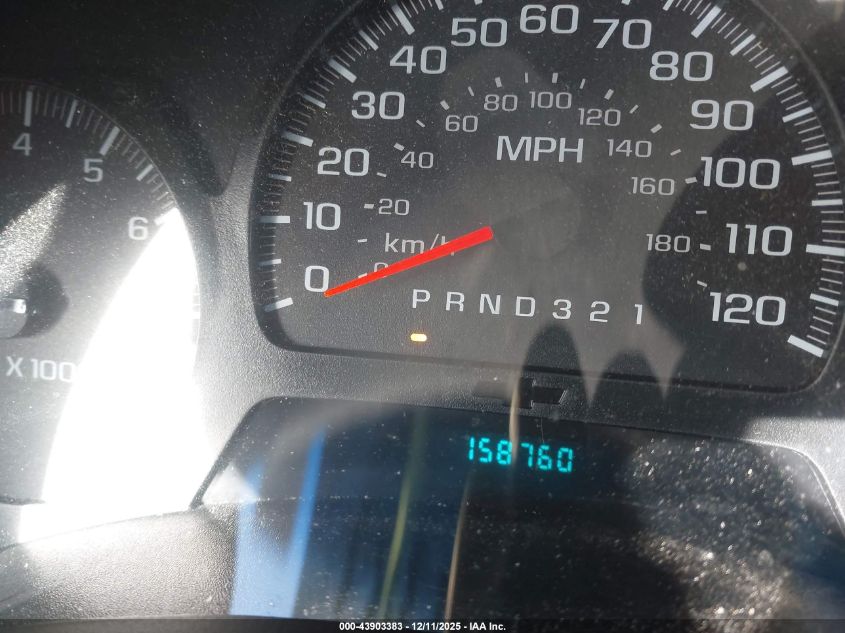 50 60 70
40 80
30 80 100 120 90
60
MPH 140
4 5 20 40 100
160
6 10 20 110
km/h 180
0 0 120
P R N D 3 2 1
X 100
158760
000-43903383 - 12/11/2025 - IAA Inc.